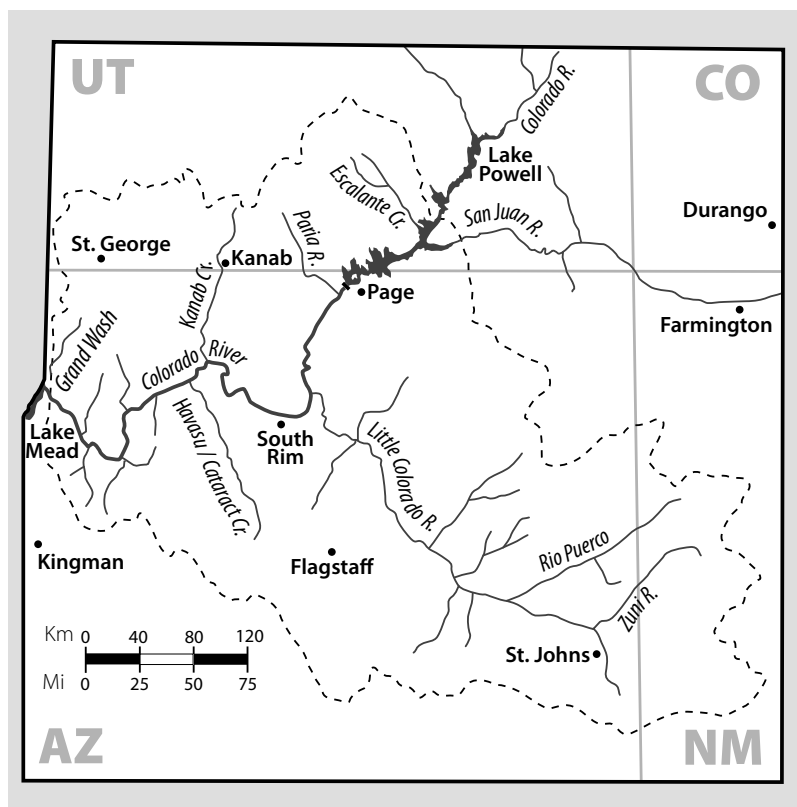 UT
CO
Colorado R.
Lake
Powell
Escalante Cr.
San Juan R.
Durango
Paria R.
St. George
Kanab
Kanab Cr.
Page
Farmington
Grand Wash
Colorado River
Lake
Mead
Havasu / Cataract Cr.
South
Rim
Little Colorado R.
Kingman
Flagstaff
Rio Puerco
Zuni R.
St. Johns
Km 0 40 80 120
Mi 0 25 50 75
AZ
NM